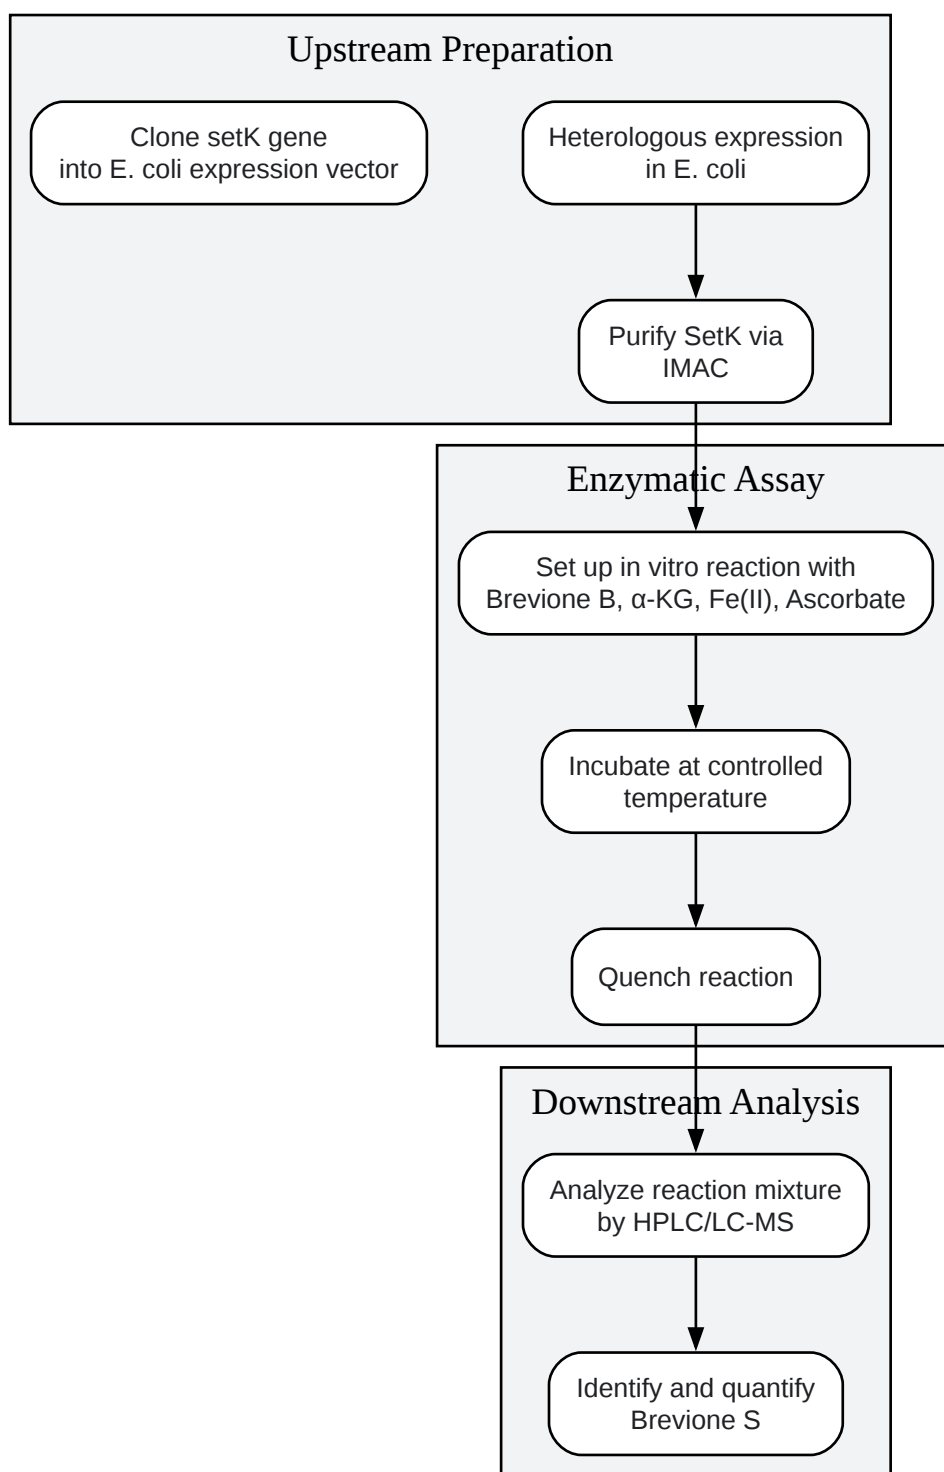 Upstream Preparation
Clone setK gene
into E. coli expression vector
Heterologous expression
in E. coli
Purify SetK via
IMAC
Enzymatic Assay
Set up in vitro reaction with
Brevione B, α-KG, Fe(II), Ascorbate
Incubate at controlled
temperature
Quench reaction
Downstream Analysis
Analyze reaction mixture
by HPLC/LC-MS
Identify and quantify
Brevione S